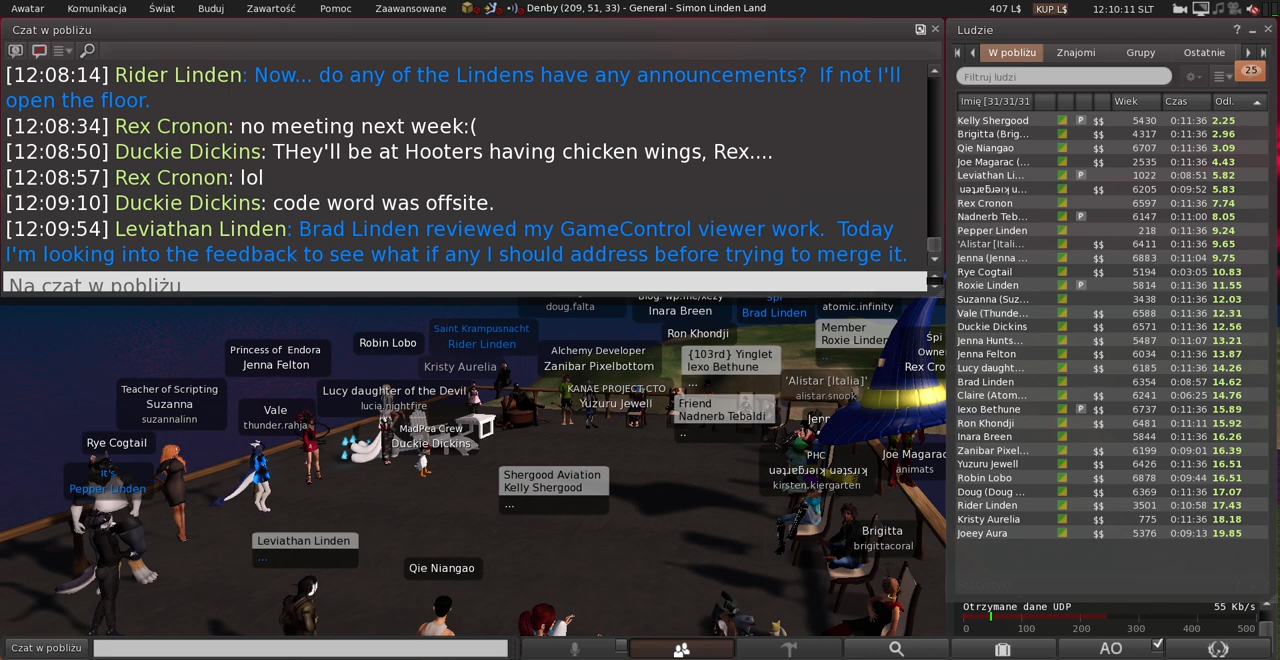 Awatar Komunikacja Świat Buduj Zawartość Pomoc Zaawansowane Denby (209, 51, 33) - General - Simon Linden Land 407 L$ KUP L$ 12:10:11 SLT
Czat w pobliżu
[12:08:14] Rider Linden: Now... do any of the Lindens have any announcements? If not I'll
open the floor.
[12:08:34] Rex Cronon: no meeting next week:(
[12:08:50] Duckie Dickins: THey'll be at Hooters having chicken wings, Rex....
[12:08:57] Rex Cronon: lol
[12:09:10] Duckie Dickins: code word was offsite.
[12:09:54] Leviathan Linden: Brad Linden reviewed my GameControl viewer work. Today
I'm looking into the feedback to see what if any I should address before trying to merge it.
Na czat w pobliżu
doug.falta
Blog: wp.me/xezy
Inara Breen
Spi
Brad Linden
atomic.infinity
Saint Krampusnacht
Rider Linden
Ron Khondji
Member
Roxie Linden
..
Robin Lobo
Princess of Endora
Jenna Felton
Kristy Aurelia
Alchemy Developer
Zanibar Pixelbottom
{103rd} Yinglet
Iexo Bethune
...
Śpi
Owner
Rex Cro
Teacher of Scripting
Suzanna
suzannalinn
Lucy daughter of the Devil
lucia.nightfire
KANAE PROJECT CTO
Yuzuru Jewell
'Alistar [Italia]'
alistar.snook
Vale
thunder.rahja
Friend
Nadnerb Tebaldi
..
MadPea Crew
Duckie Dickins
Jenn
Rye Cogtail
It's
Pepper Linden
Shergood Aviation
Kelly Shergood
...
PHC
kirsten.kiergarten
Joe Magarac
animats
Brigitta
brigittacoral
Leviathan Linden
...
Qie Niangao
Czat w pobliżu
Ludzie
W pobliżu Znajomi Grupy Ostatnie
Filtruj ludzi
25
Imię [31/31/31 Wiek Czas Odl.
Kelly Shergood P $$ 5430 0:11:36 2.25
Brigitta (Brig... $$ 4317 0:11:36 2.96
Qie Niangao 6707 0:11:36 3.09
Joe Magarac (... $$ 2535 0:11:36 4.43
Leviathan Li... P 1022 0:08:51 5.82
$$ 6205 0:09:52 5.83
Rex Cronon 6597 0:11:36 7.74
Nadnerb Teb... P 6147 0:11:00 8.05
Pepper Linden 218 0:11:36 9.24
'Alistar [Itali... $$ 6411 0:11:36 9.65
Jenna (Jenna ... $$ 6883 0:11:04 9.75
Rye Cogtail $$ 5194 0:03:05 10.83
Roxie Linden P 5814 0:11:36 11.55
Suzanna (Suz... 3438 0:11:36 12.03
Vale (Thunde... $$ 6588 0:11:36 12.31
Duckie Dickins $$ 6571 0:11:36 12.56
Jenna Hunts... $$ 5487 0:11:07 13.21
Jenna Felton $$ 6034 0:11:36 13.87
Lucy daught... $$ 6185 0:11:36 14.26
Brad Linden 6354 0:08:57 14.62
Claire (Atom... $$ 6241 0:06:25 14.76
Iexo Bethune P $$ 6737 0:11:36 15.89
Ron Khondji $$ 6481 0:11:11 15.92
Inara Breen 5844 0:11:36 16.26
Zanibar Pixel... $$ 6199 0:09:01 16.39
Yuzuru Jewell $$ 6426 0:11:36 16.51
Robin Lobo $$ 6878 0:09:44 16.51
Doug (Doug ... $$ 6369 0:11:36 17.07
Rider Linden $$ 3501 0:10:58 17.43
Kristy Aurelia $$ 775 0:11:36 18.18
Joeey Aura $$ 5376 0:09:13 19.85
Otrzymane dane UDP 55 Kb/s
0 100 200 300 400 500
AO